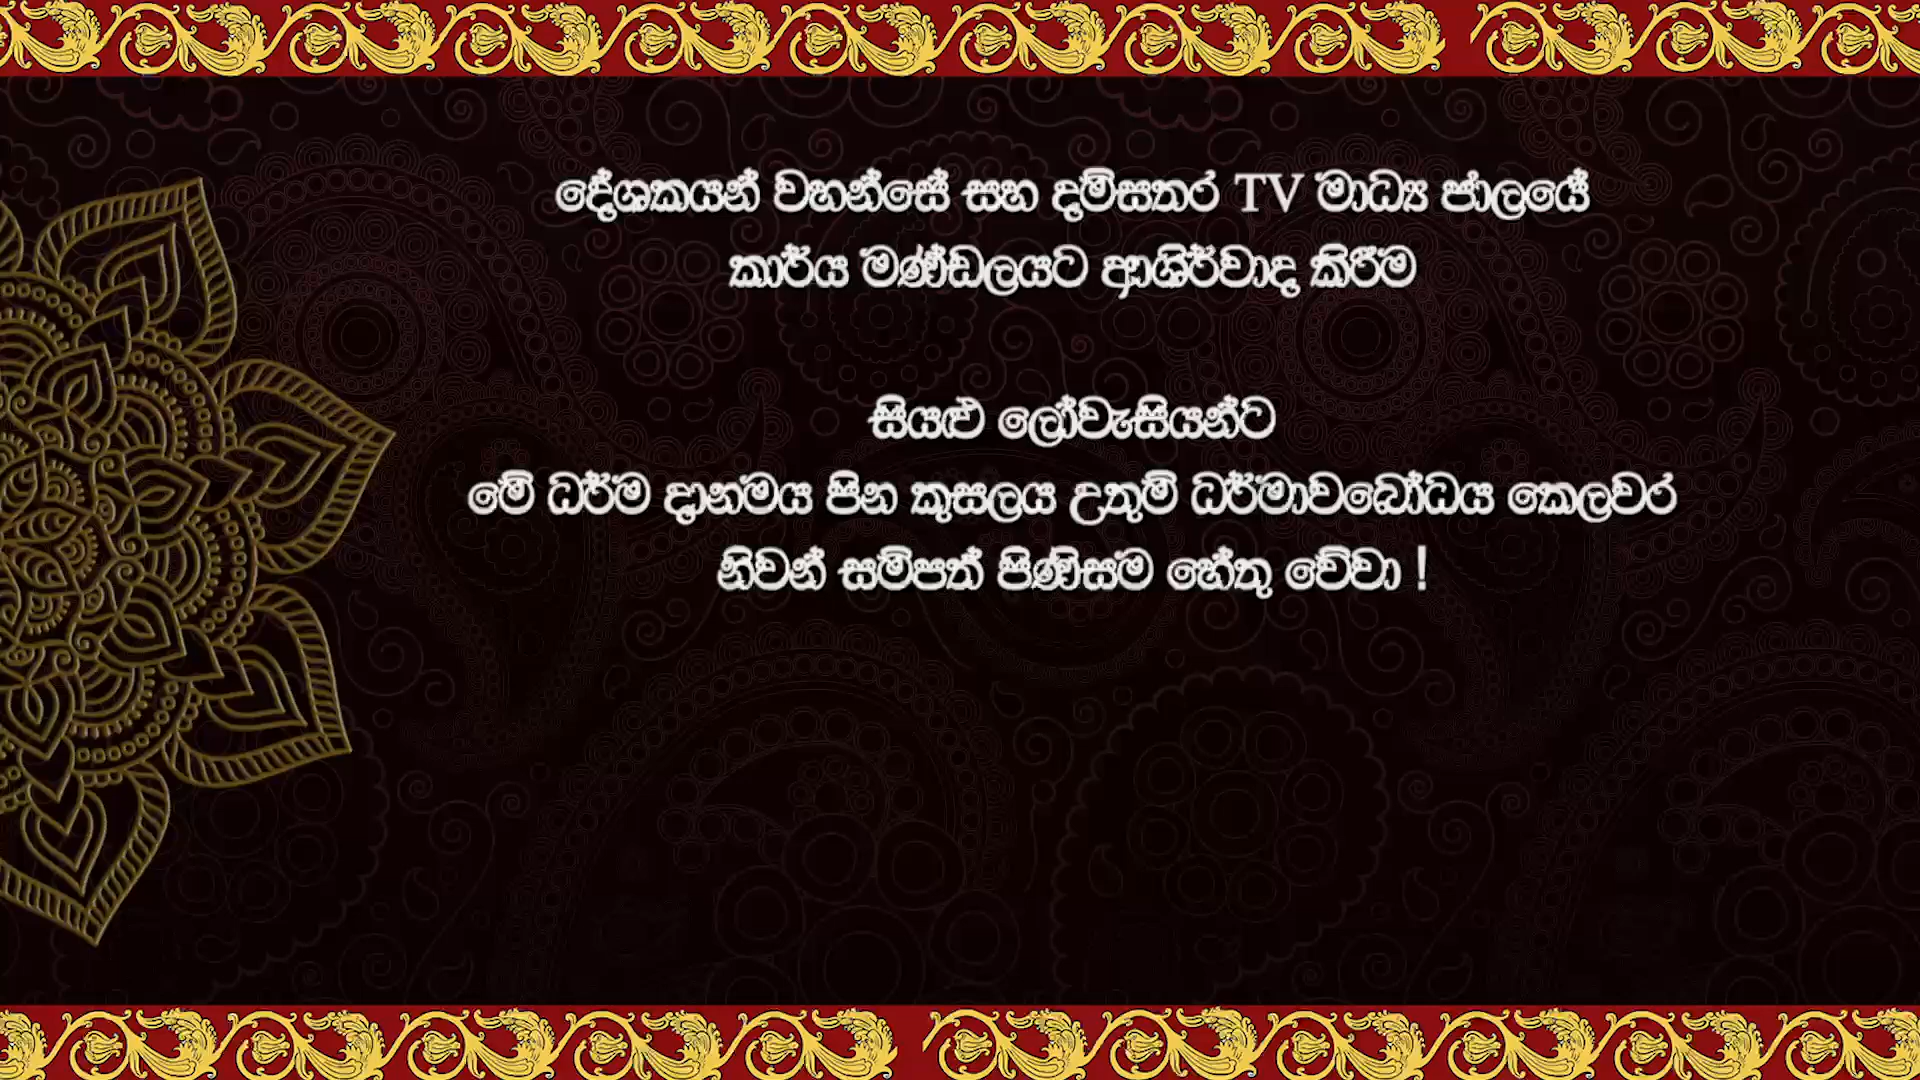 දේශකයන් වහන්සේ සහ දම්සතර TV මාධ්‍ය ජාලයේ
කාර්ය මණ්ඩලයට ආශිර්වාද කිරීම
සියළු ලෝවැසියන්ට
මේ ධර්ම දානමය පින කුසලය උතුම් ධර්මාවබෝධය කෙලවර
නිවන් සම්පත් පිණිසම හේතු වේවා !